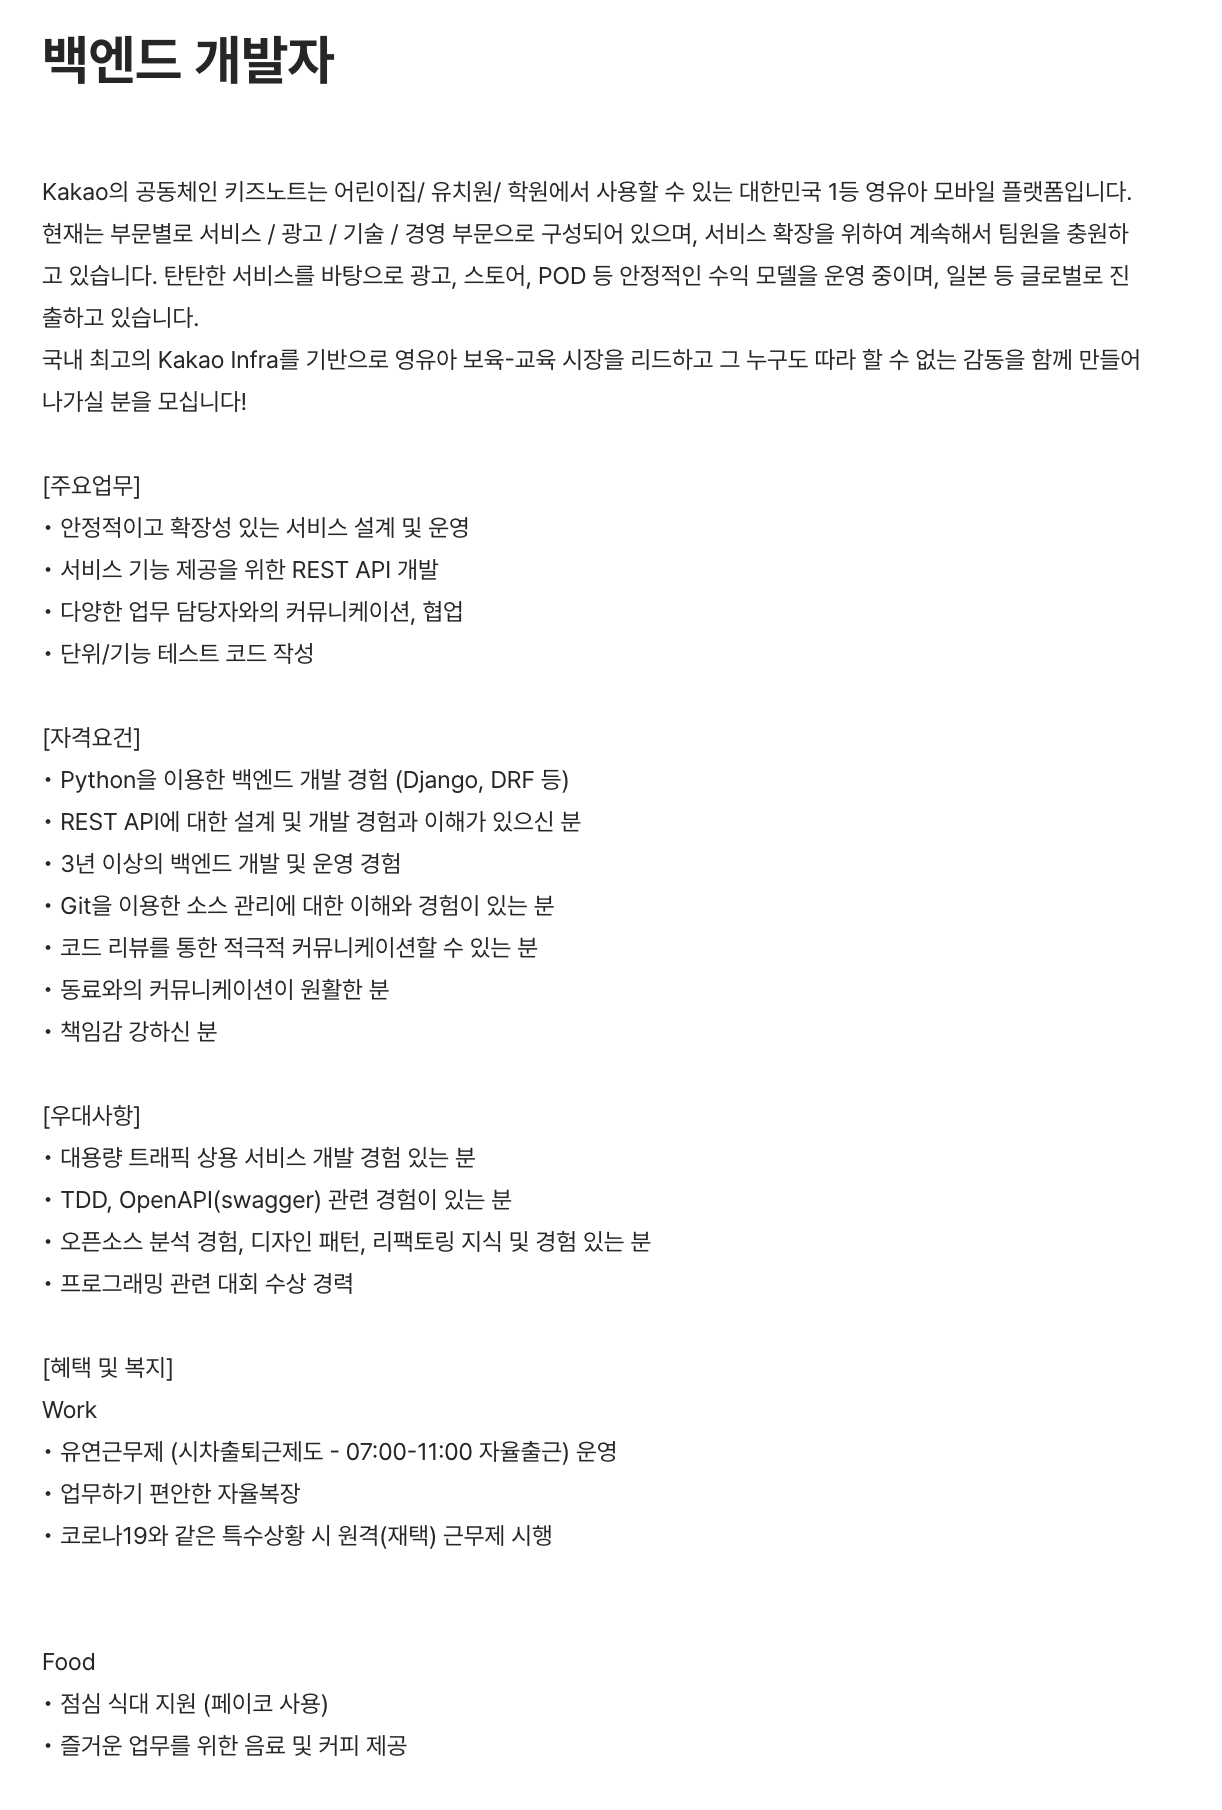 백엔드 개발자
Kakao의 공동체인 키즈노트는 어린이집/ 유치원/ 학원에서 사용할 수 있는 대한민국 1등 영유아 모바일 플랫폼입니다.
현재는 부문별로 서비스 / 광고 / 기술 / 경영 부문으로 구성되어 있으며, 서비스 확장을 위하여 계속해서 팀원을 충원하
고 있습니다. 탄탄한 서비스를 바탕으로 광고, 스토어, POD 등 안정적인 수익 모델을 운영 중이며, 일본 등 글로벌로 진
출하고 있습니다.
국내 최고의 Kakao Infra를 기반으로 영유아 보육-교육 시장을 리드하고 그 누구도 따라 할 수 없는 감동을 함께 만들어
나가실 분을 모십니다!
[주요업무]
• 안정적이고 확장성 있는 서비스 설계 및 운영
• 서비스 기능 제공을 위한 REST API 개발
• 다양한 업무 담당자와의 커뮤니케이션, 협업
• 단위/기능 테스트 코드 작성
[자격요건]
• Python을 이용한 백엔드 개발 경험 (Django, DRF 등)
• REST API에 대한 설계 및 개발 경험과 이해가 있으신 분
• 3년 이상의 백엔드 개발 및 운영 경험
• Git을 이용한 소스 관리에 대한 이해와 경험이 있는 분
• 코드 리뷰를 통한 적극적 커뮤니케이션할 수 있는 분
• 동료와의 커뮤니케이션이 원활한 분
• 책임감 강하신 분
[우대사항]
• 대용량 트래픽 상용 서비스 개발 경험 있는 분
• TDD, OpenAPI(swagger) 관련 경험이 있는 분
• 오픈소스 분석 경험, 디자인 패턴, 리팩토링 지식 및 경험 있는 분
• 프로그래밍 관련 대회 수상 경력
[혜택 및 복지]
Work
• 유연근무제 (시차출퇴근제도 - 07:00-11:00 자율출근) 운영
• 업무하기 편안한 자율복장
• 코로나19와 같은 특수상황 시 원격(재택) 근무제 시행
Food
• 점심 식대 지원 (페이코 사용)
• 즐거운 업무를 위한 음료 및 커피 제공